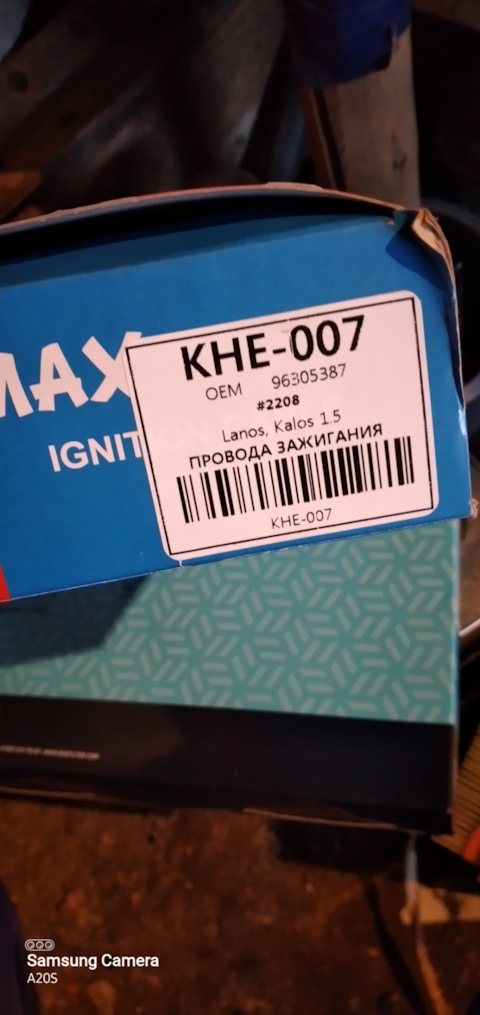 KHE-007
OEM 96305387
#2208
Lanos, Kalos 1.5
ПРОВОДА ЗАЖИГАНИЯ
KHE-007
MAX
IGNIT
Samsung Camera
A20S